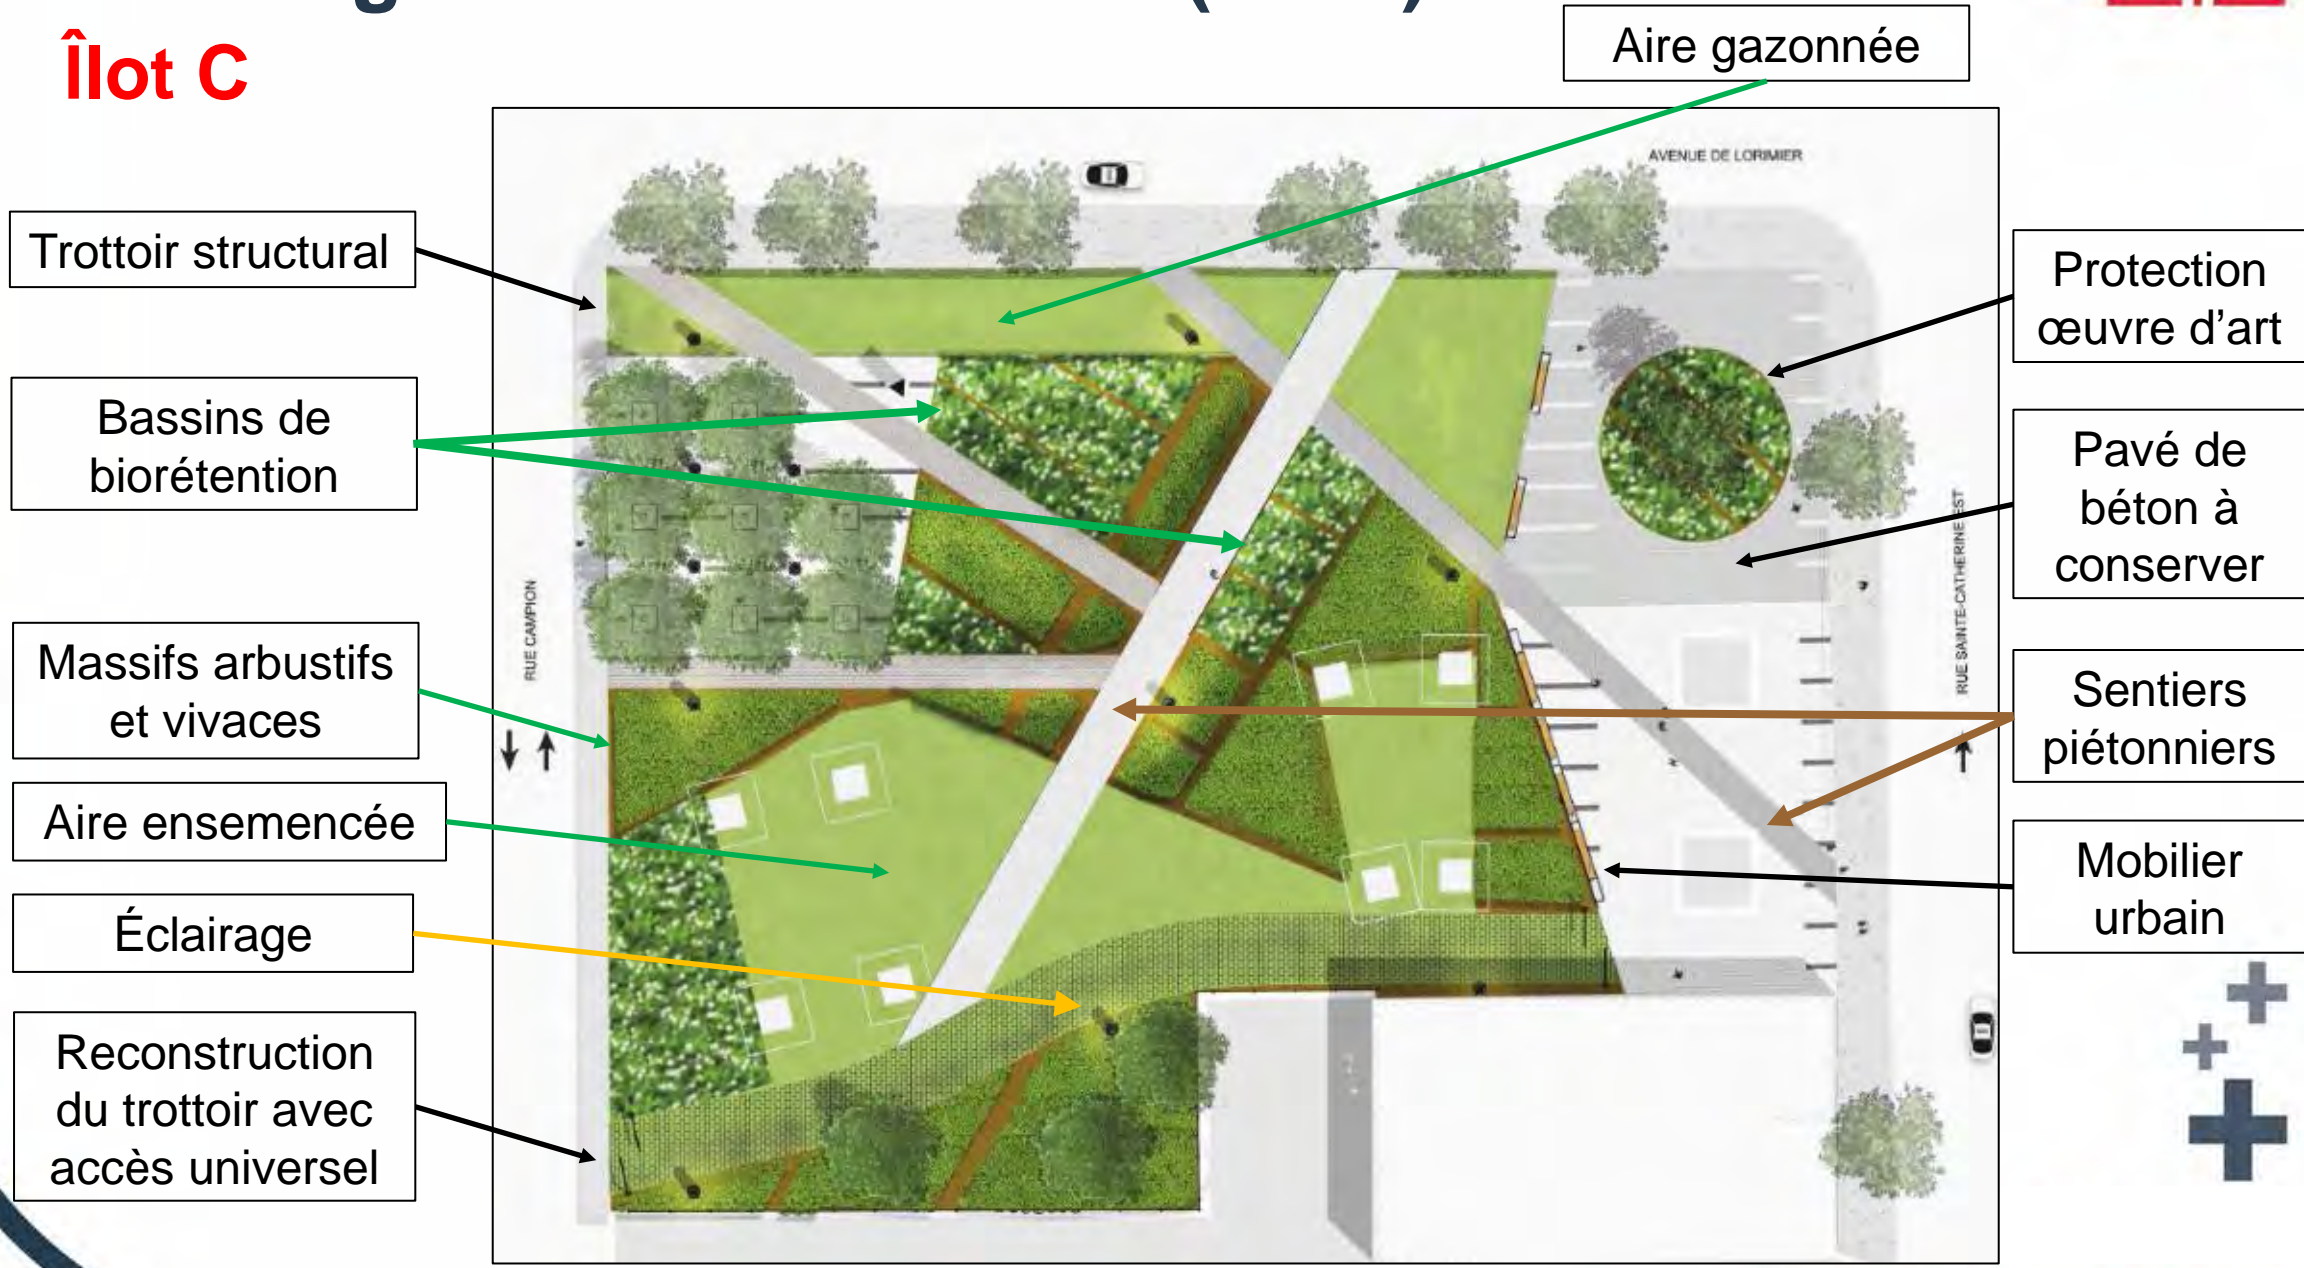 Îlot C
Aire gazonnée
AVENUE DE LORIMIER
Trottoir structural
Protection
œuvre d'art
Bassins de
biorétention
Pavé de
béton à
conserver
RUE CAMPION
RUE SAINTE-CATHERINE EST
Massifs arbustifs
et vivaces
Sentiers
piétonniers
Aire ensemencée
Mobilier
urbain
Éclairage
Reconstruction
du trottoir avec
accès universel